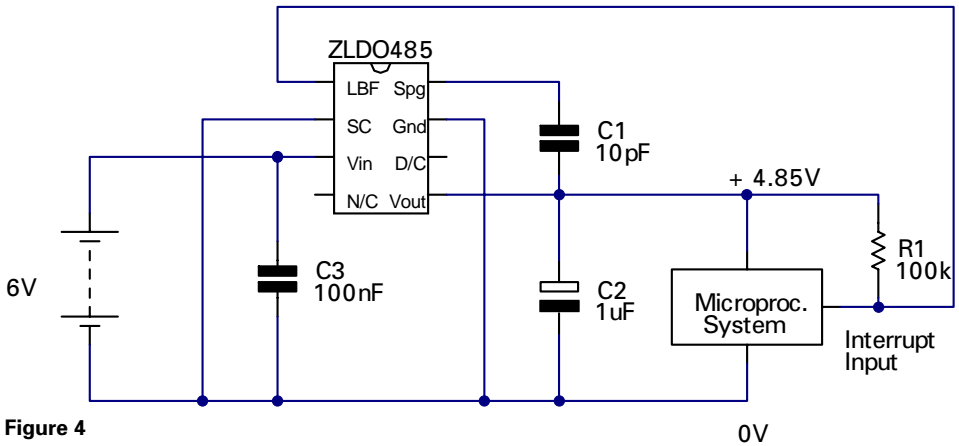 ZLDO485
LBF Spg
SC Gnd
Vin D/C
N/C Vout
C1
10pF
+ 4.85V
R1
100k
C3
100nF
C2
1uF
6V
Microproc.
System
Interrupt
Input
Figure 4
0V